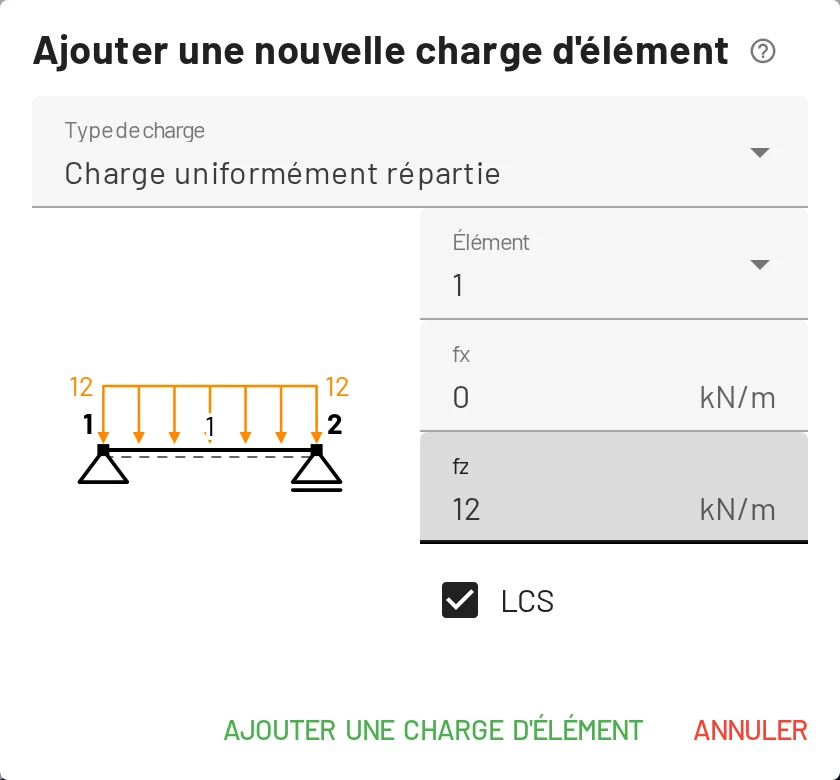 Ajouter une nouvelle charge d'élément
Type de charge
Charge uniformément répartie
Élément
1
fx
0 kN/m
fz
12 kN/m
12 12
1 1 2
LCS
AJOUTER UNE CHARGE D'ÉLÉMENT ANNULER